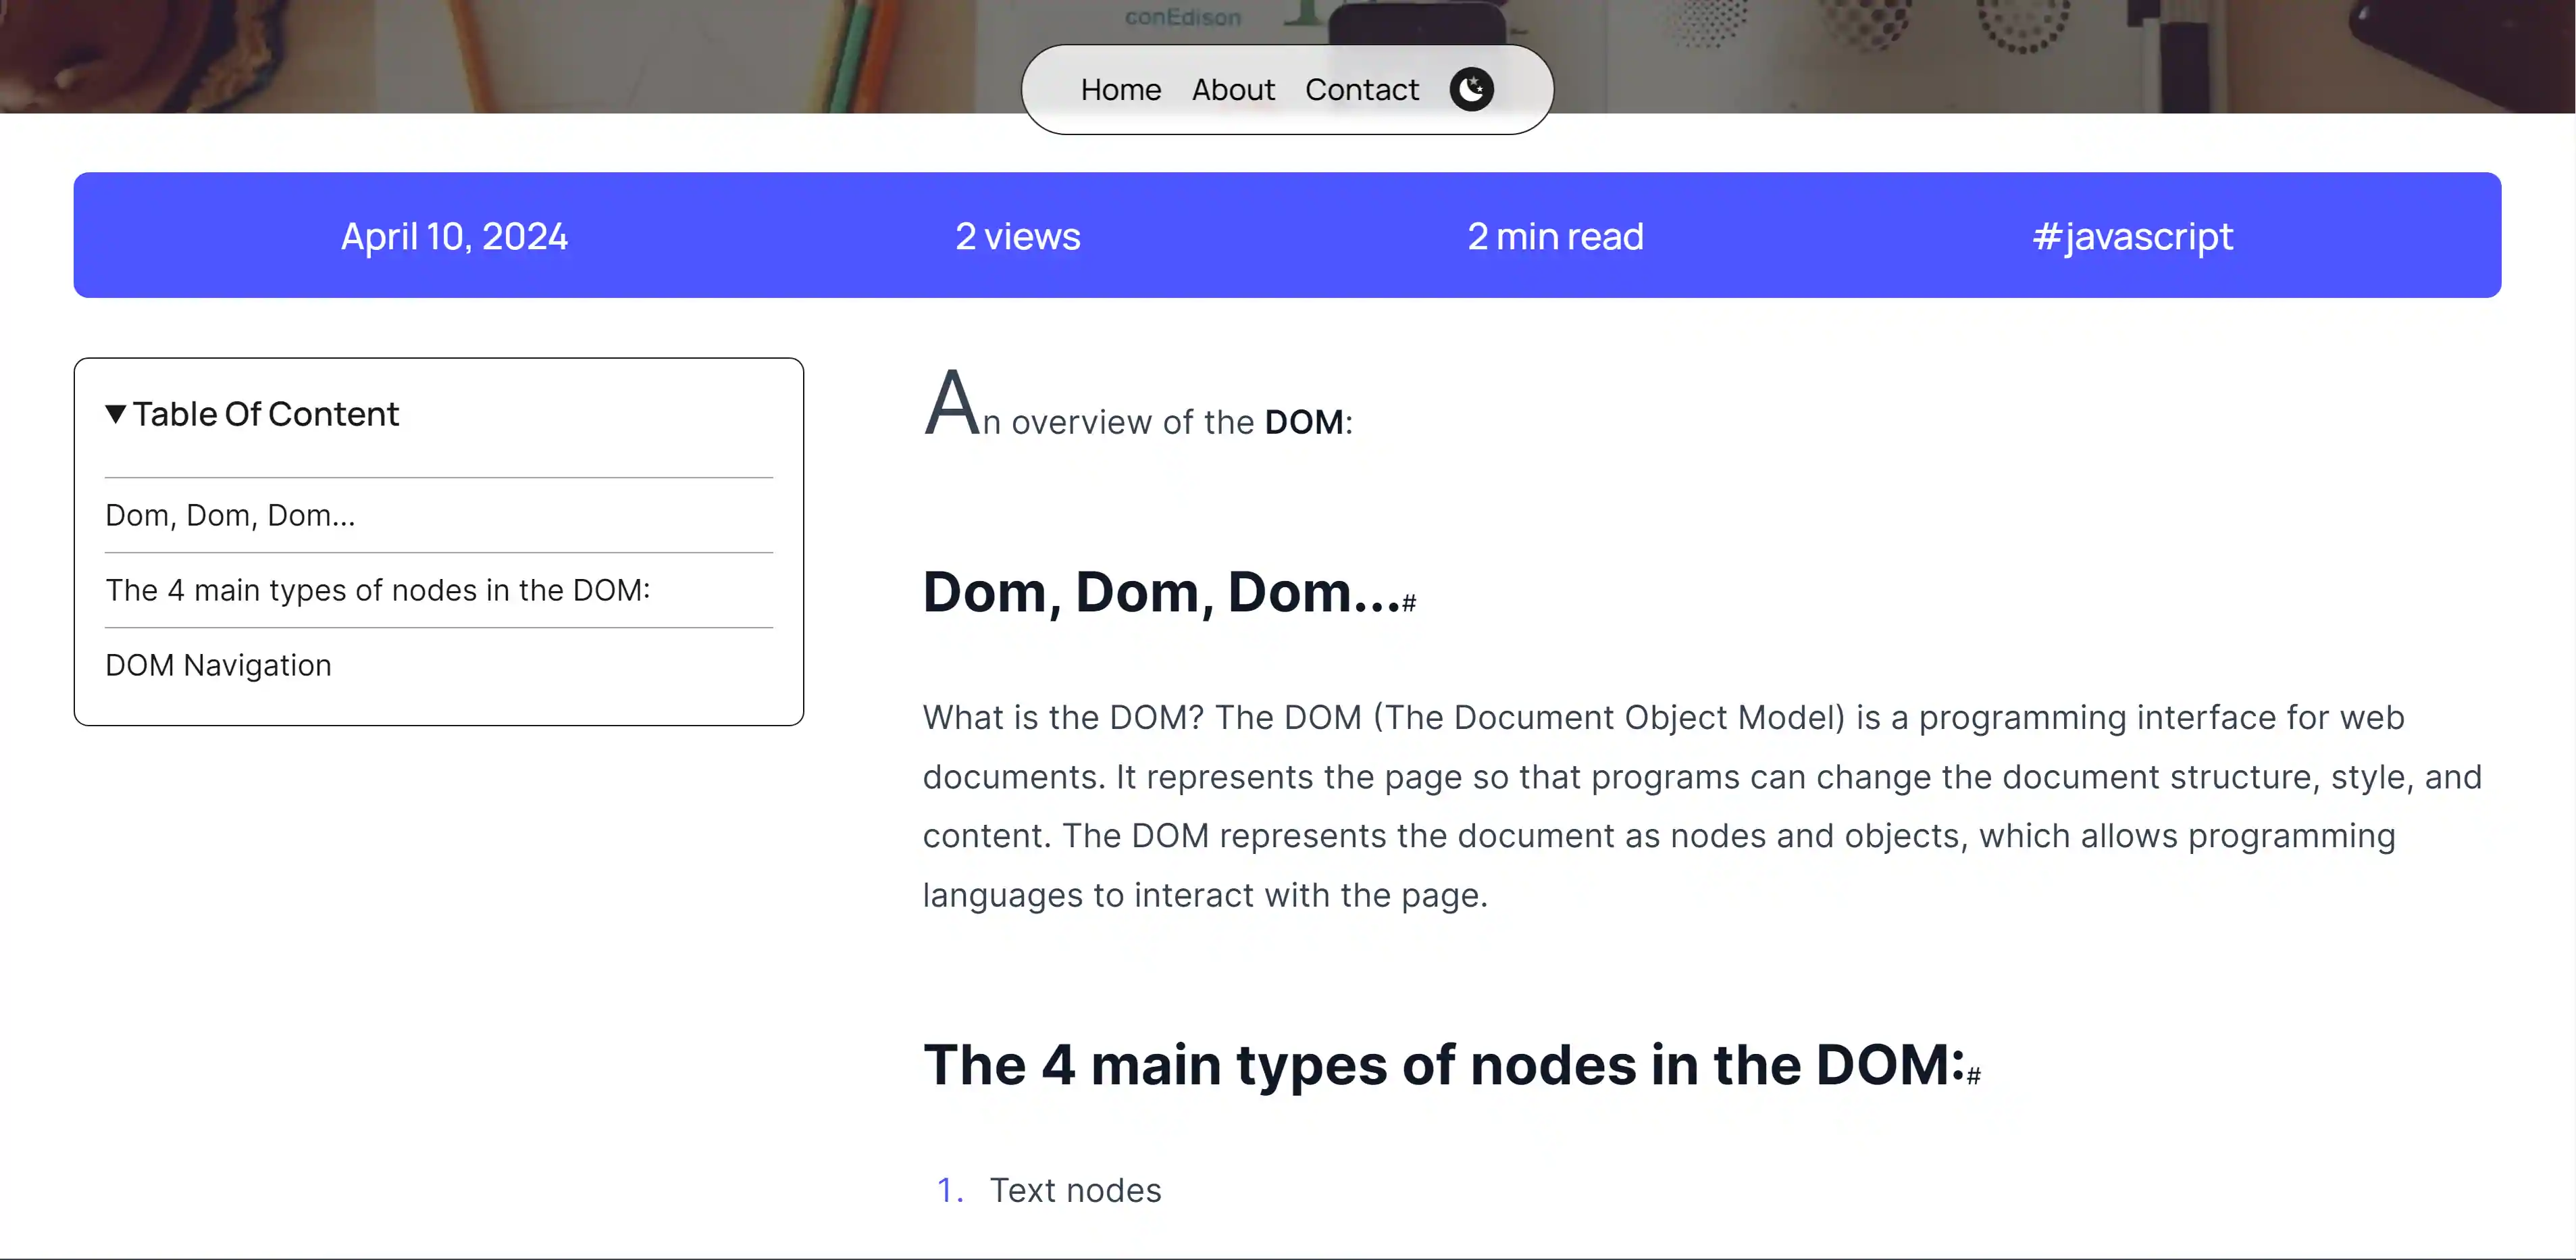 conEdison
Home About Contact
April 10, 2024 2 views 2 min read #javascript
▼ Table Of Content
Dom, Dom, Dom...
The 4 main types of nodes in the DOM:
DOM Navigation
An overview of the DOM:
Dom, Dom, Dom...#
What is the DOM? The DOM (The Document Object Model) is a programming interface for web
documents. It represents the page so that programs can change the document structure, style, and
content. The DOM represents the document as nodes and objects, which allows programming
languages to interact with the page.
The 4 main types of nodes in the DOM:#
1. Text nodes